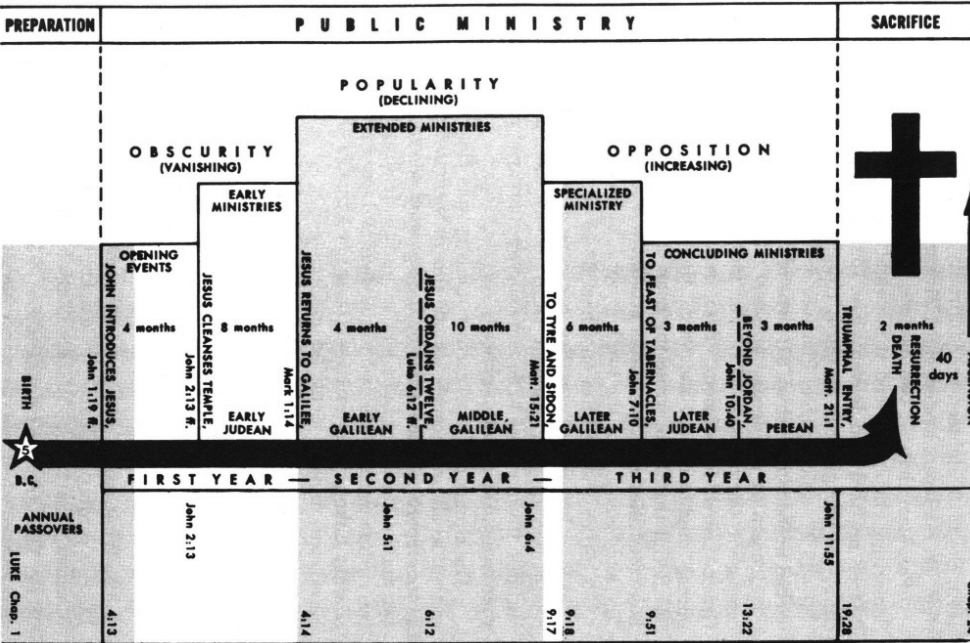 PREPARATION
PUBLIC MINISTRY
SACRIFICE
POPULARITY
(DECLINING)
EXTENDED MINISTRIES
OBSCURITY
(VANISHING)
OPPOSITION
(INCREASING)
EARLY
MINISTRIES
SPECIALIZED
MINISTRY
OPENING
EVENTS
CONCLUDING MINISTRIES
JOHN INTRODUCES JESUS,
John 1:19 ff.
JESUS CLEANSES TEMPLE,
John 2:13 ff.
JESUS RETURNS TO GALILEE,
Mark 1:14
JESUS ORDAINS TWELVE,
Luke 6:12 ff.
TO TYRE AND SIDON,
Matt. 15:21
TO FEAST OF TABERNACLES,
John 7:10
BEYOND JORDAN,
John 10:40
TRIUMPHAL ENTRY,
Matt. 21:1
4 months
8 months
4 months
10 months
6 months
3 months
3 months
2 months
DEATH
RESURRECTION
40
days
BIRTH
EARLY
JUDEAN
EARLY
GALILEAN
MIDDLE,
GALILEAN
LATER
GALILEAN
LATER
JUDEAN
PEREAN
5
B.C.
FIRST YEAR — SECOND YEAR — THIRD YEAR
ANNUAL
PASSOVERS
John 2:13
John 5:1
John 6:4
John 11:55
LUKE Chap. 1
4:13
4:14
6:12
9:17
9:18
9:51
13:22
19:28